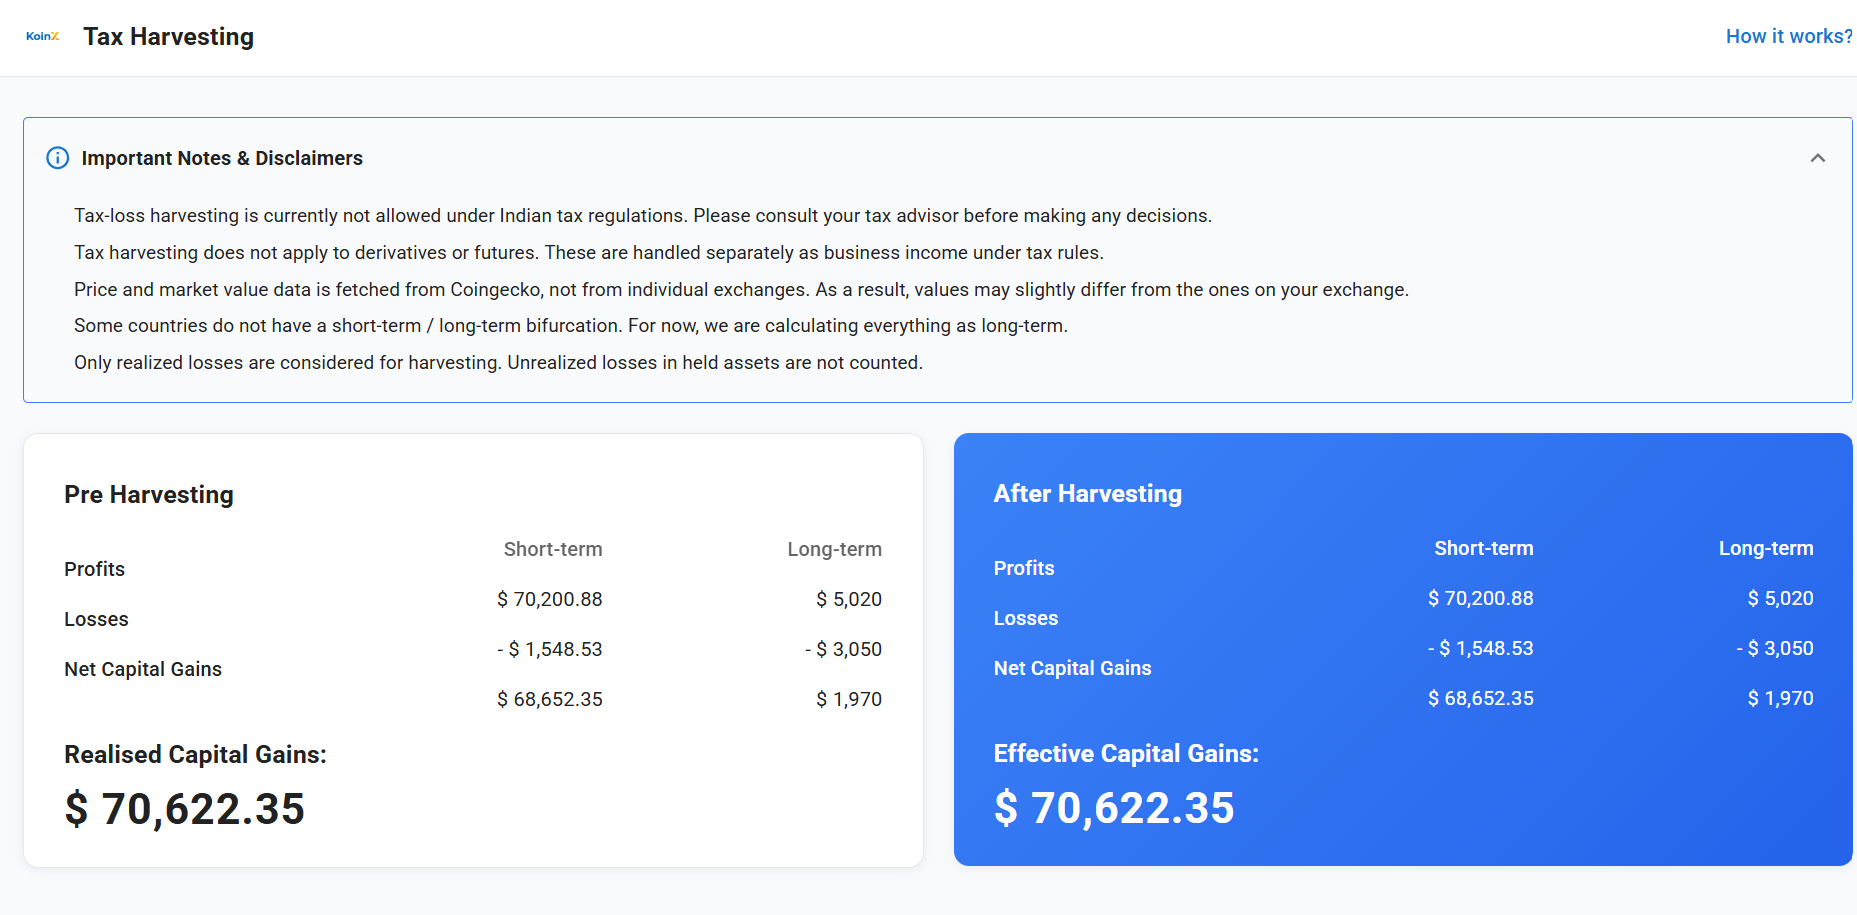 KoinX Tax Harvesting How it works?
Important Notes & Disclaimers
Tax-loss harvesting is currently not allowed under Indian tax regulations. Please consult your tax advisor before making any decisions.
Tax harvesting does not apply to derivatives or futures. These are handled separately as business income under tax rules.
Price and market value data is fetched from Coingecko, not from individual exchanges. As a result, values may slightly differ from the ones on your exchange.
Some countries do not have a short-term / long-term bifurcation. For now, we are calculating everything as long-term.
Only realized losses are considered for harvesting. Unrealized losses in held assets are not counted.
Pre Harvesting
Short-term Long-term
Profits
$ 70,200.88 $ 5,020
Losses
- $ 1,548.53 - $ 3,050
Net Capital Gains
$ 68,652.35 $ 1,970
Realised Capital Gains:
$ 70,622.35
After Harvesting
Short-term Long-term
Profits
$ 70,200.88 $ 5,020
Losses
- $ 1,548.53 - $ 3,050
Net Capital Gains
$ 68,652.35 $ 1,970
Effective Capital Gains:
$ 70,622.35